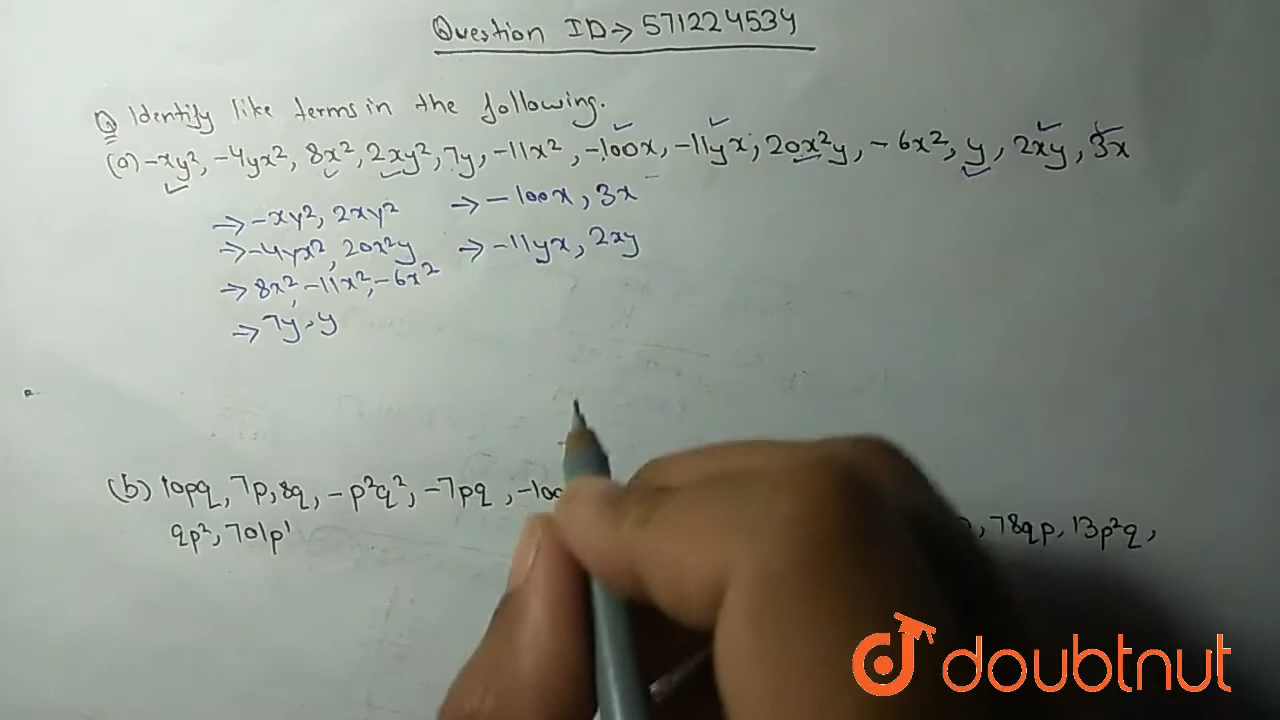 Question ID→571224534
Q Identify like terms in the following.
(a) -xy², -4yx², 8x², 2xy², 7y, -11x², -100x, -11yx, 20x²y, -6x², y, 2xy, 3x
→ -xy², 2xy² → -100x, 3x
→ -4yx², 20x²y → -11yx, 2xy
→ 8x², -11x², -6x²
→ 7y, y
(b) 10pq, 7p, 8q, -p²q², -7pq, -100
, 78qp, 13p²q,
qp², 701p
doubtnut